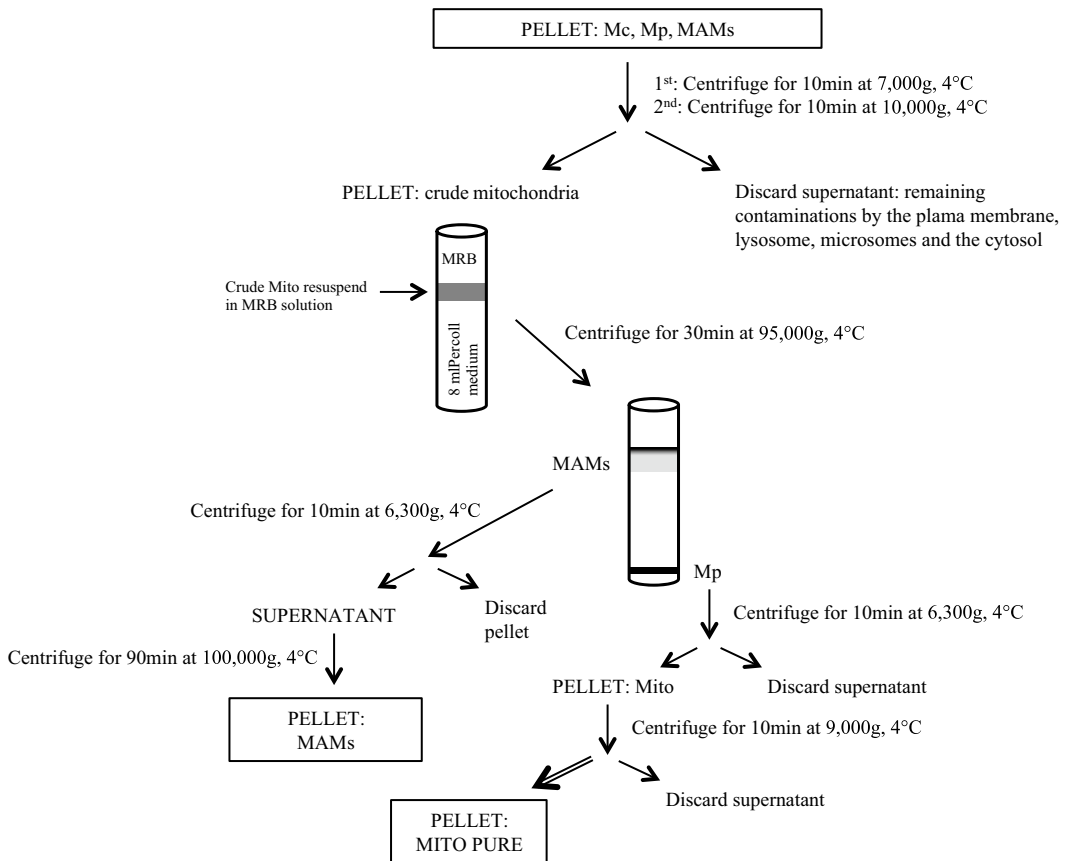 PELLET: Mc, Mp, MAMs
1st: Centrifuge for 10min at 7,000g, 4°C
2nd: Centrifuge for 10min at 10,000g, 4°C
PELLET: crude mitochondria
Discard supernatant: remaining
contaminations by the plama membrane,
lysosome, microsomes and the cytosol
MRB
Crude Mito resuspend
in MRB solution
8 mlPercoll
medium
Centrifuge for 30min at 95,000g, 4°C
MAMs
Centrifuge for 10min at 6,300g, 4°C
Mp
SUPERNATANT
Discard
pellet
Centrifuge for 10min at 6,300g, 4°C
Centrifuge for 90min at 100,000g, 4°C
PELLET: Mito
Discard supernatant
PELLET:
MAMs
Centrifuge for 10min at 9,000g, 4°C
Discard supernatant
PELLET:
MITO PURE